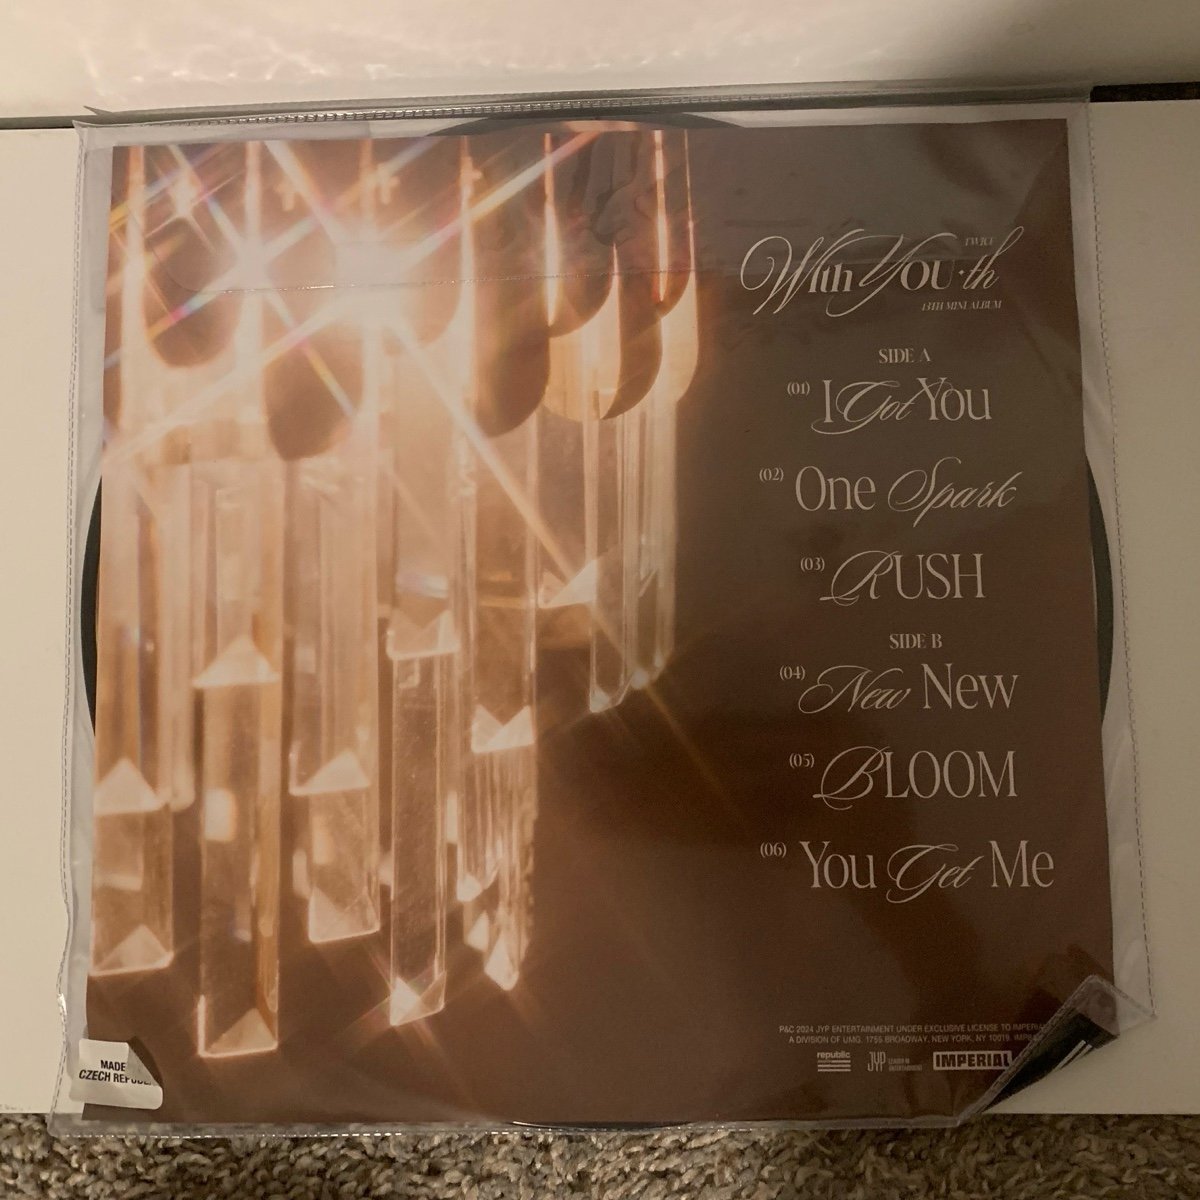 TWICE
With YOU-th
13TH MINI ALBUM
SIDE A
(01) I Got You
(02) One Spark
(03) RUSH
SIDE B
(04) New New
(05) BLOOM
(06) You Get Me
P&C 2024 JYP ENTERTAINMENT UNDER EXCLUSIVE LICENSE TO
A DIVISION OF UMG. 1755 BROADWAY, NEW YORK, NY 10019.
republic
JYP
IMPERIAL
MADE
CZECH